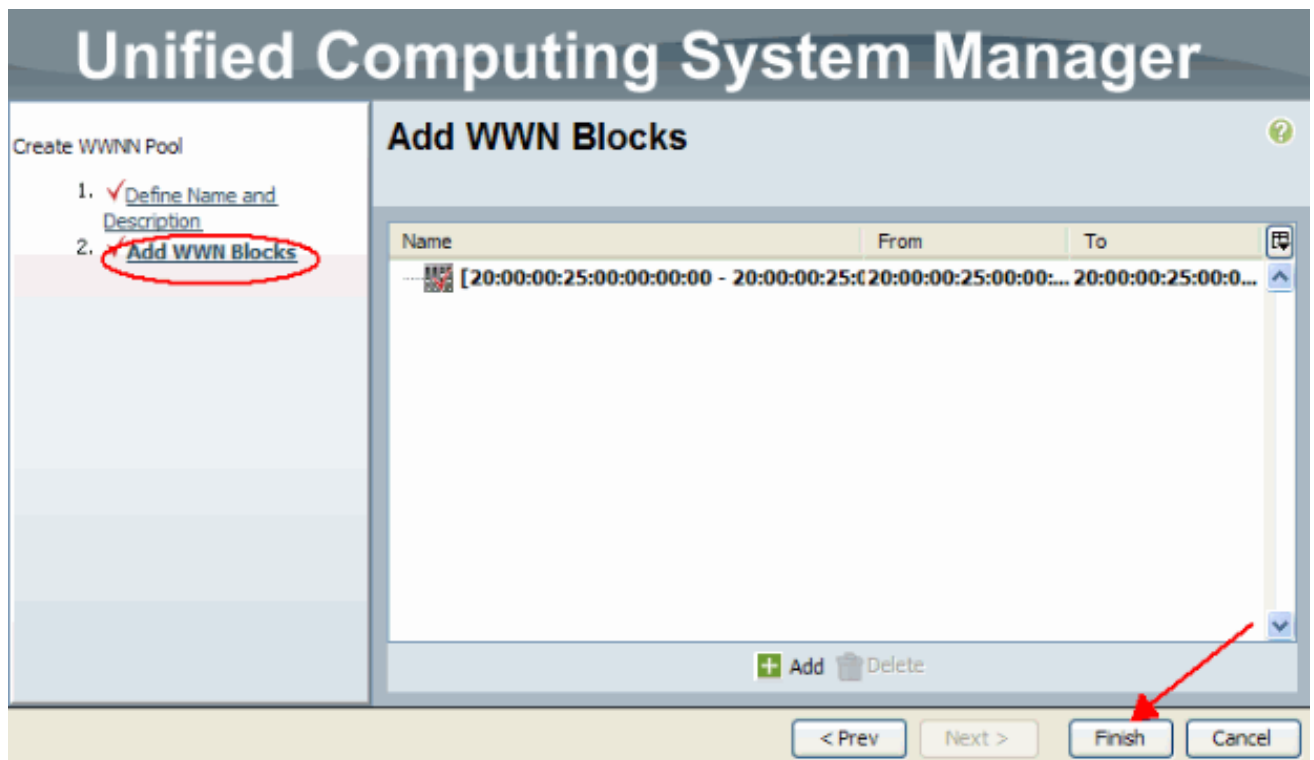 Unified Computing System Manager
Create WWNN Pool
1. Define Name and
Description
2. Add WWN Blocks
Add WWN Blocks
?
Name From To
[20:00:00:25:00:00:00:00 - 20:00:00:25:0 20:00:00:25:00:00:... 20:00:00:25:00:0...
Add Delete
< Prev Next > Finish Cancel